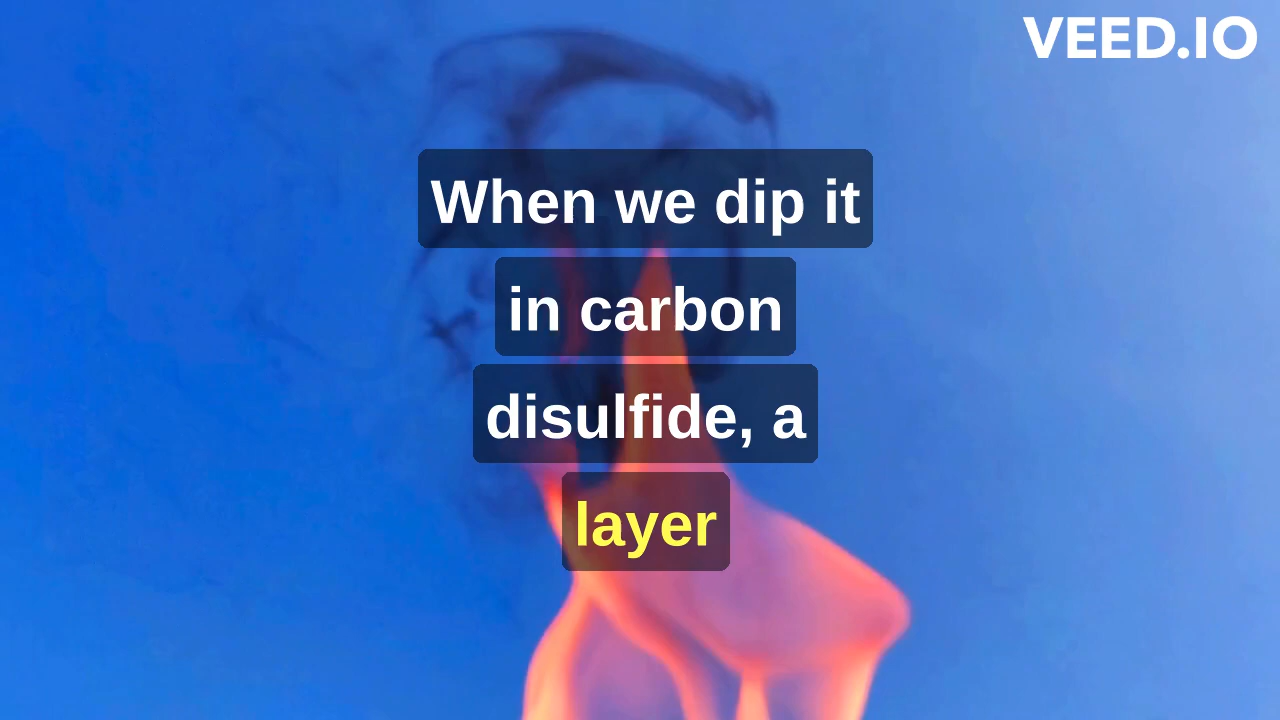 VEED.IO
When we dip it
in carbon
disulfide, a
layer